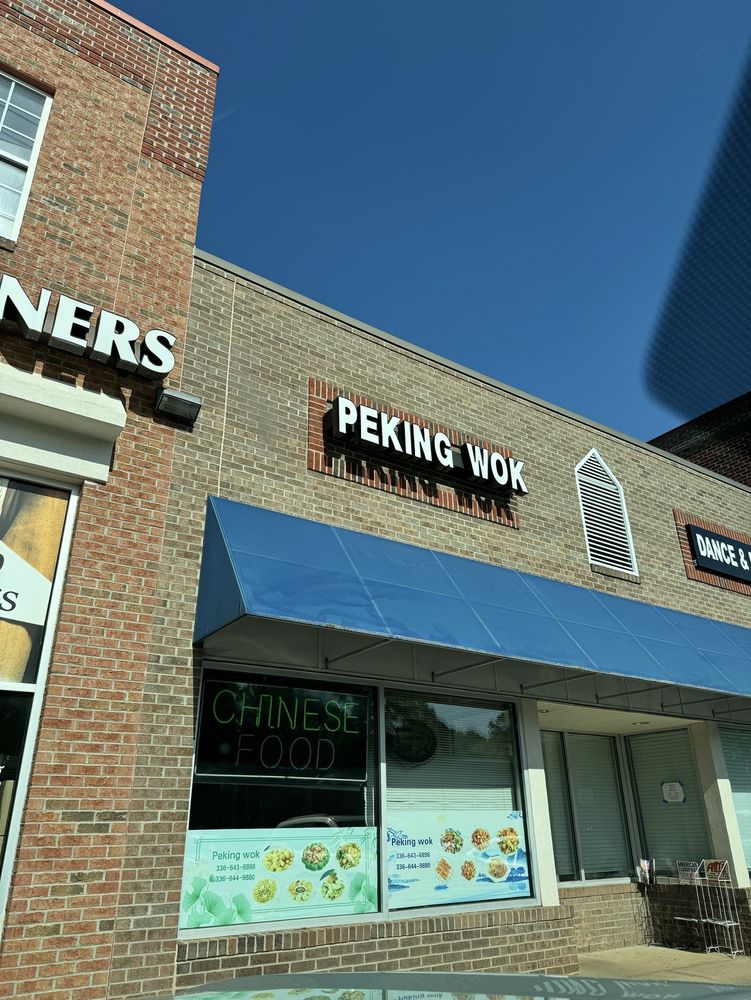 NERS
PEKING WOK
DANCE &
S
CHINESE
FOOD
Peking wok
336-643-6898
336-644-9880
Peking wok
336-643-6898
336-644-9880
AMERICAN